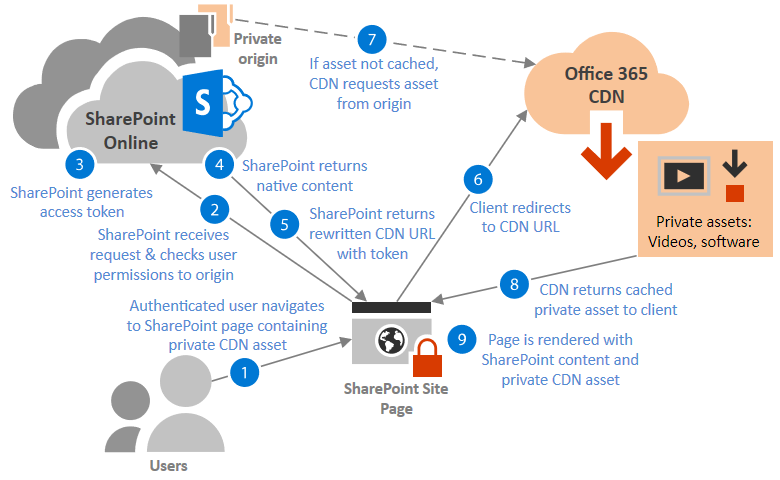 Private
origin
7
If asset not cached,
CDN requests asset
from origin
Office 365
CDN
S
SharePoint
Online
3
SharePoint generates
access token
4
SharePoint returns
native content
2
SharePoint receives
request & checks user
permissions to origin
5
SharePoint returns
rewritten CDN URL
with token
6
Client redirects
to CDN URL
Private assets:
Videos, software
8
CDN returns cached
private asset to client
Authenticated user navigates
to SharePoint page containing
private CDN asset
1
9
Page is rendered with
SharePoint content and
private CDN asset
SharePoint Site
Page
Users